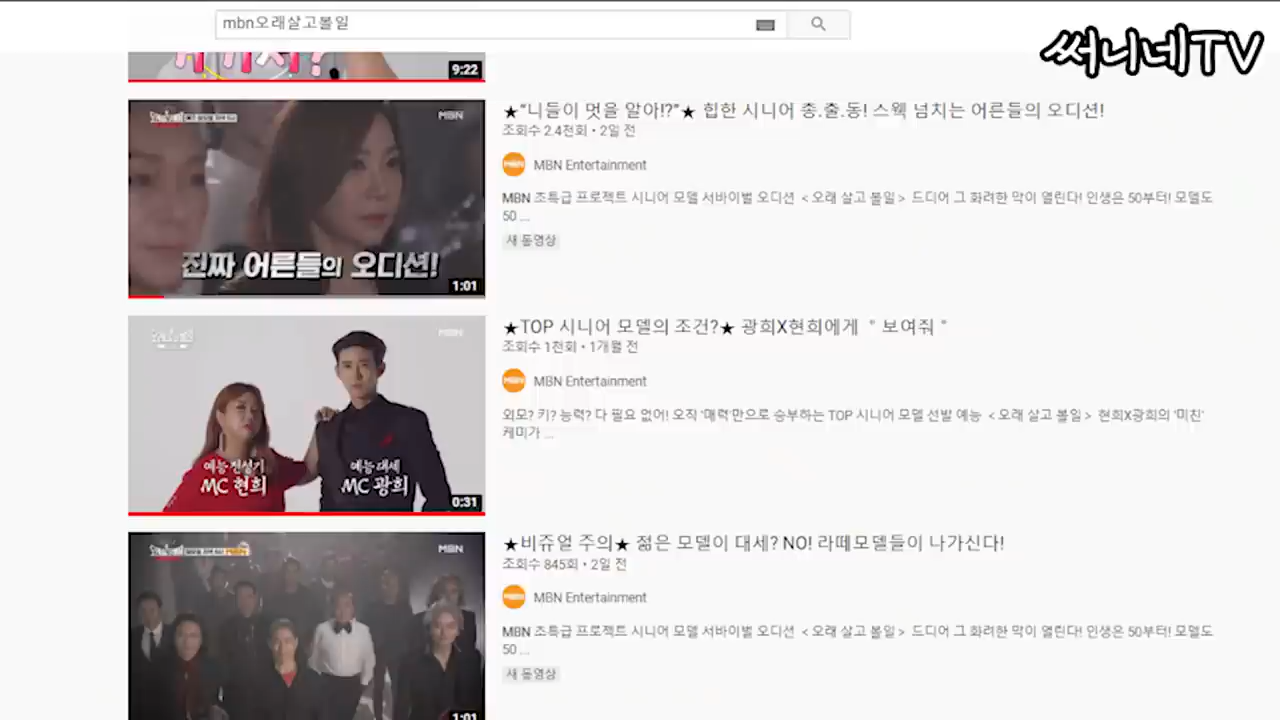 mbn오래살고볼일
써니네TV
9:22
★“니들이 멋을 알아!?”★ 힙한 시니어 총.출.동! 스웩 넘치는 어른들의 오디션!
조회수 2.4천회 • 2일 전
MBN
MBN Entertainment
MBN 초특급 프로젝트 시니어 모델 서바이벌 오디션 <오래 살고 볼일> 드디어 그 화려한 막이 열린다! 인생은 50부터! 모델도
50 ...
새 동영상
진짜 어른들의 오디션!
1:01
★TOP 시니어 모델의 조건?★ 광희X현희에게 " 보여줘 "
조회수 1천회 • 1개월 전
MBN
MBN Entertainment
외모? 키? 능력? 다 필요 없어! 오직 '매력'만으로 승부하는 TOP 시니어 모델 선발 예능 <오래 살고 볼일> 현희X광희의 '미친'
케미가 ...
예능 전성기
MC 현희
예능 대세
MC 광희
0:31
★비쥬얼 주의★ 젊은 모델이 대세? NO! 라떼모델들이 나가신다!
조회수 845회 • 2일 전
MBN
MBN Entertainment
MBN 초특급 프로젝트 시니어 모델 서바이벌 오디션 <오래 살고 볼일> 드디어 그 화려한 막이 열린다! 인생은 50부터! 모델도
50 ...
새 동영상
1:01